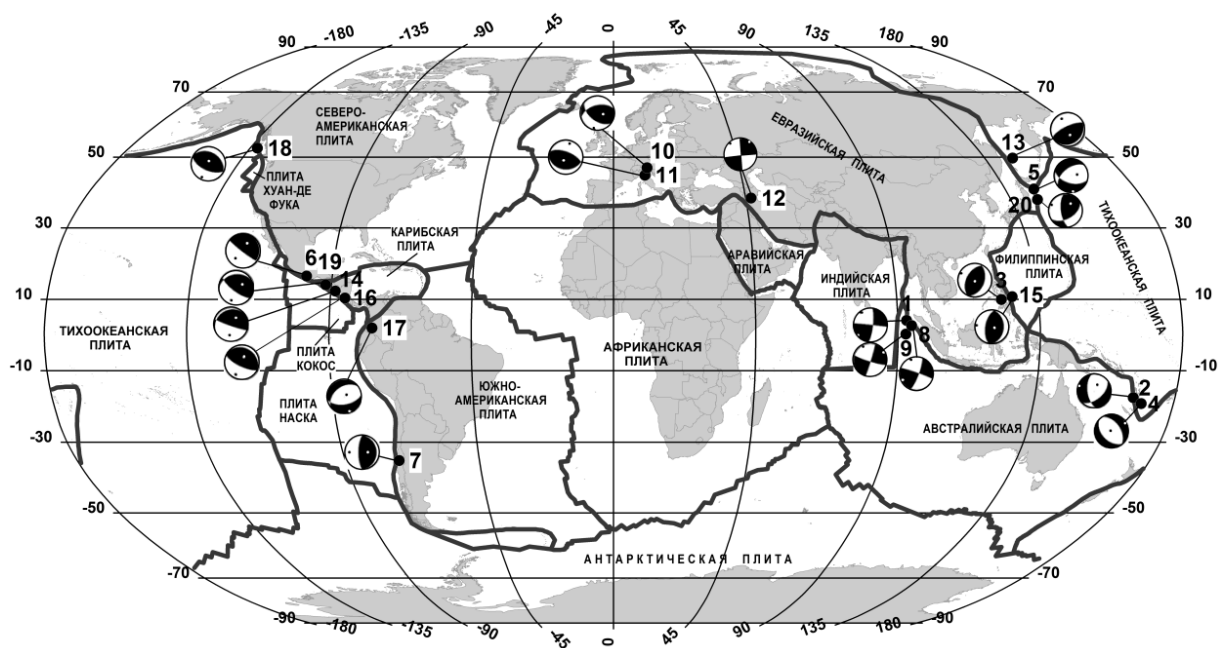 -45 0 45
90 -180 -135 -90 90 135 180 90
70 70
СЕВЕРО-
АМЕРИКАНСКАЯ
ПЛИТА
ЕВРАЗИЙСКАЯ ПЛИТА
50 18 10 13 50
ПЛИТА
ХУАН-ДЕ
ФУКА
11 5
12 20
30 30
КАРИБСКАЯ
ПЛИТА
АРАВИЙСКАЯ
ПЛИТА
ФИЛИППИНСКАЯ
ПЛИТА
ТИХООКЕАНСКАЯ ПЛИТА
6 19
14
ИНДИЙСКАЯ
ПЛИТА
3
10 16 15 10
1
ТИХООКЕАНСКАЯ
ПЛИТА
17 8
9
ПЛИТА
КОКОС
АФРИКАНСКАЯ
ПЛИТА
-10 -10
ЮЖНО-
АМЕРИКАНСКАЯ
ПЛИТА
2
4
ПЛИТА
НАСКА
АВСТРАЛИЙСКАЯ ПЛИТА
-30 -30
7
-50 -50
АНТАРКТИЧЕСКАЯ ПЛИТА
-70 -70
-90 -180 -135 -90 -45 0 45 90 135 180 -90